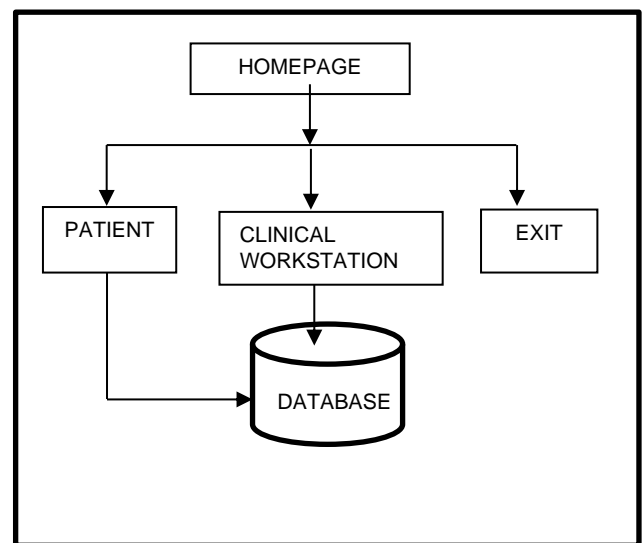 HOMEPAGE
PATIENT
CLINICAL
WORKSTATION
EXIT
DATABASE